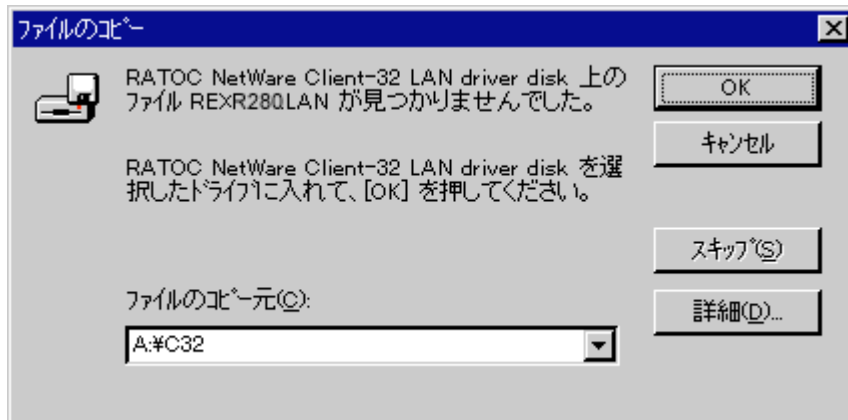 ファイルのコピー
RATOC NetWare Client-32 LAN driver disk 上の
ファイル REXR280.LAN が見つかりませんでした。
RATOC NetWare Client-32 LAN driver disk を選
択したドライブに入れて、[OK] を押してください。
ファイルのコピー元(C):
A:¥C32
OK
キャンセル
スキップ(S)
詳細(D)...